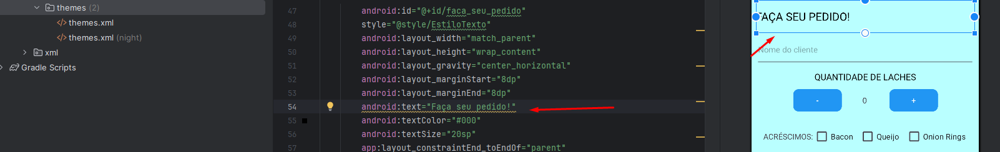 themes (2)
</> themes.xml
</> themes.xml (night)
xml
Gradle Scripts
47 android:id="@+id/faca_seu_pedido"
48 style="@style/EstiloTexto"
49 android:layout_width="match_parent"
50 android:layout_height="wrap_content"
51 android:layout_gravity="center_horizontal"
52 android:layout_marginStart="8dp"
53 android:layout_marginEnd="8dp"
54 android:text="Faça seu pedido!"
55 android:textColor="#000"
56 android:textSize="20sp"
57 app:layout_constraintEnd_toEndOf="parent"
FAÇA SEU PEDIDO!
Nome do cliente
QUANTIDADE DE LACHES
- 0 +
ACRÉSCIMOS: Bacon Queijo Onion Rings